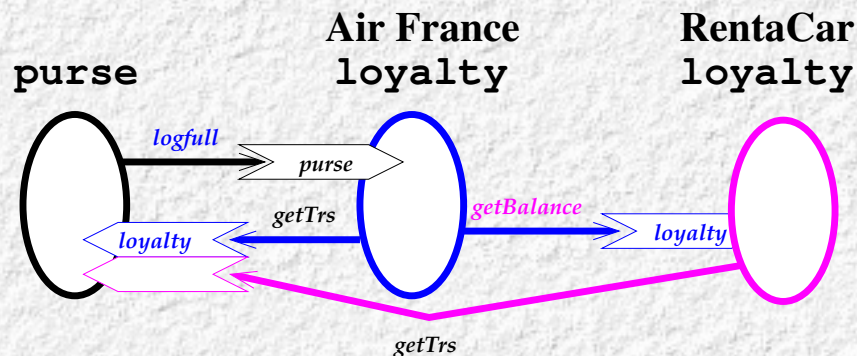 Air France
RentaCar
purse
loyalty
loyalty
logfull
purse
getTrs
getBalance
loyalty
loyalty
getTrs